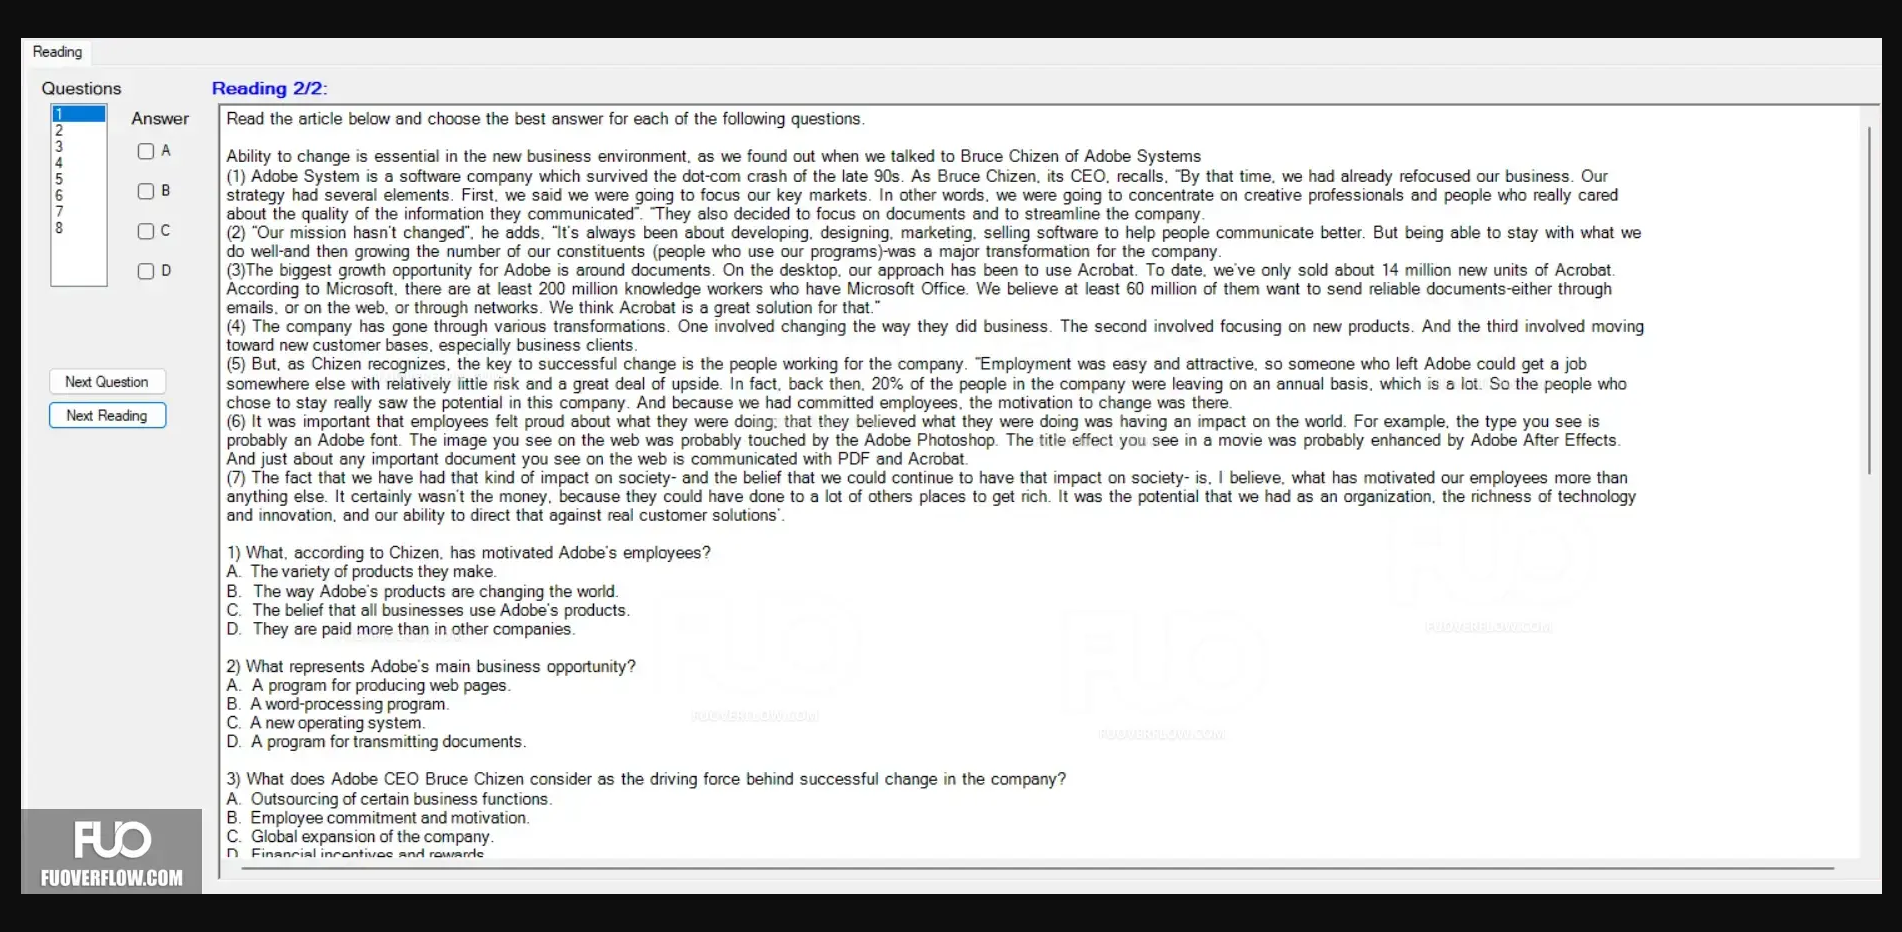 Reading
Questions
Reading 2/2:
1
2
3
4
5
6
7
8
Answer
A
B
C
D
Next Question
Next Reading
Read the article below and choose the best answer for each of the following questions.
Ability to change is essential in the new business environment, as we found out when we talked to Bruce Chizen of Adobe Systems
(1) Adobe System is a software company which survived the dot-com crash of the late 90s. As Bruce Chizen, its CEO, recalls, "By that time, we had already refocused our business. Our
strategy had several elements. First, we said we were going to focus our key markets. In other words, we were going to concentrate on creative professionals and people who really cared
about the quality of the information they communicated". "They also decided to focus on documents and to streamline the company.
(2) "Our mission hasn't changed", he adds, "It's always been about developing, designing, marketing, selling software to help people communicate better. But being able to stay with what we
do well-and then growing the number of our constituents (people who use our programs)-was a major transformation for the company.
(3)The biggest growth opportunity for Adobe is around documents. On the desktop, our approach has been to use Acrobat. To date, we've only sold about 14 million new units of Acrobat.
According to Microsoft, there are at least 200 million knowledge workers who have Microsoft Office. We believe at least 60 million of them want to send reliable documents-either through
emails, or on the web, or through networks. We think Acrobat is a great solution for that."
(4) The company has gone through various transformations. One involved changing the way they did business. The second involved focusing on new products. And the third involved moving
toward new customer bases, especially business clients.
(5) But, as Chizen recognizes, the key to successful change is the people working for the company. "Employment was easy and attractive, so someone who left Adobe could get a job
somewhere else with relatively little risk and a great deal of upside. In fact, back then, 20% of the people in the company were leaving on an annual basis, which is a lot. So the people who
chose to stay really saw the potential in this company. And because we had committed employees, the motivation to change was there.
(6) It was important that employees felt proud about what they were doing; that they believed what they were doing was having an impact on the world. For example, the type you see is
probably an Adobe font. The image you see on the web was probably touched by the Adobe Photoshop. The title effect you see in a movie was probably enhanced by Adobe After Effects.
And just about any important document you see on the web is communicated with PDF and Acrobat.
(7) The fact that we have had that kind of impact on society- and the belief that we could continue to have that impact on society- is, I believe, what has motivated our employees more than
anything else. It certainly wasn't the money, because they could have done to a lot of others places to get rich. It was the potential that we had as an organization, the richness of technology
and innovation, and our ability to direct that against real customer solutions'.
1) What, according to Chizen, has motivated Adobe's employees?
A. The variety of products they make.
B. The way Adobe's products are changing the world.
C. The belief that all businesses use Adobe's products.
D. They are paid more than in other companies.
2) What represents Adobe's main business opportunity?
A. A program for producing web pages.
B. A word-processing program.
C. A new operating system.
D. A program for transmitting documents.
3) What does Adobe CEO Bruce Chizen consider as the driving force behind successful change in the company?
A. Outsourcing of certain business functions.
B. Employee commitment and motivation.
C. Global expansion of the company.
D. Financial incentives and rewards
FUO
FUOVERFLOW.COM
FUO
FUOVERFLOW.COM
FUO
FUOVERFLOW.COM
FUO
FUOVERFLOW.COM